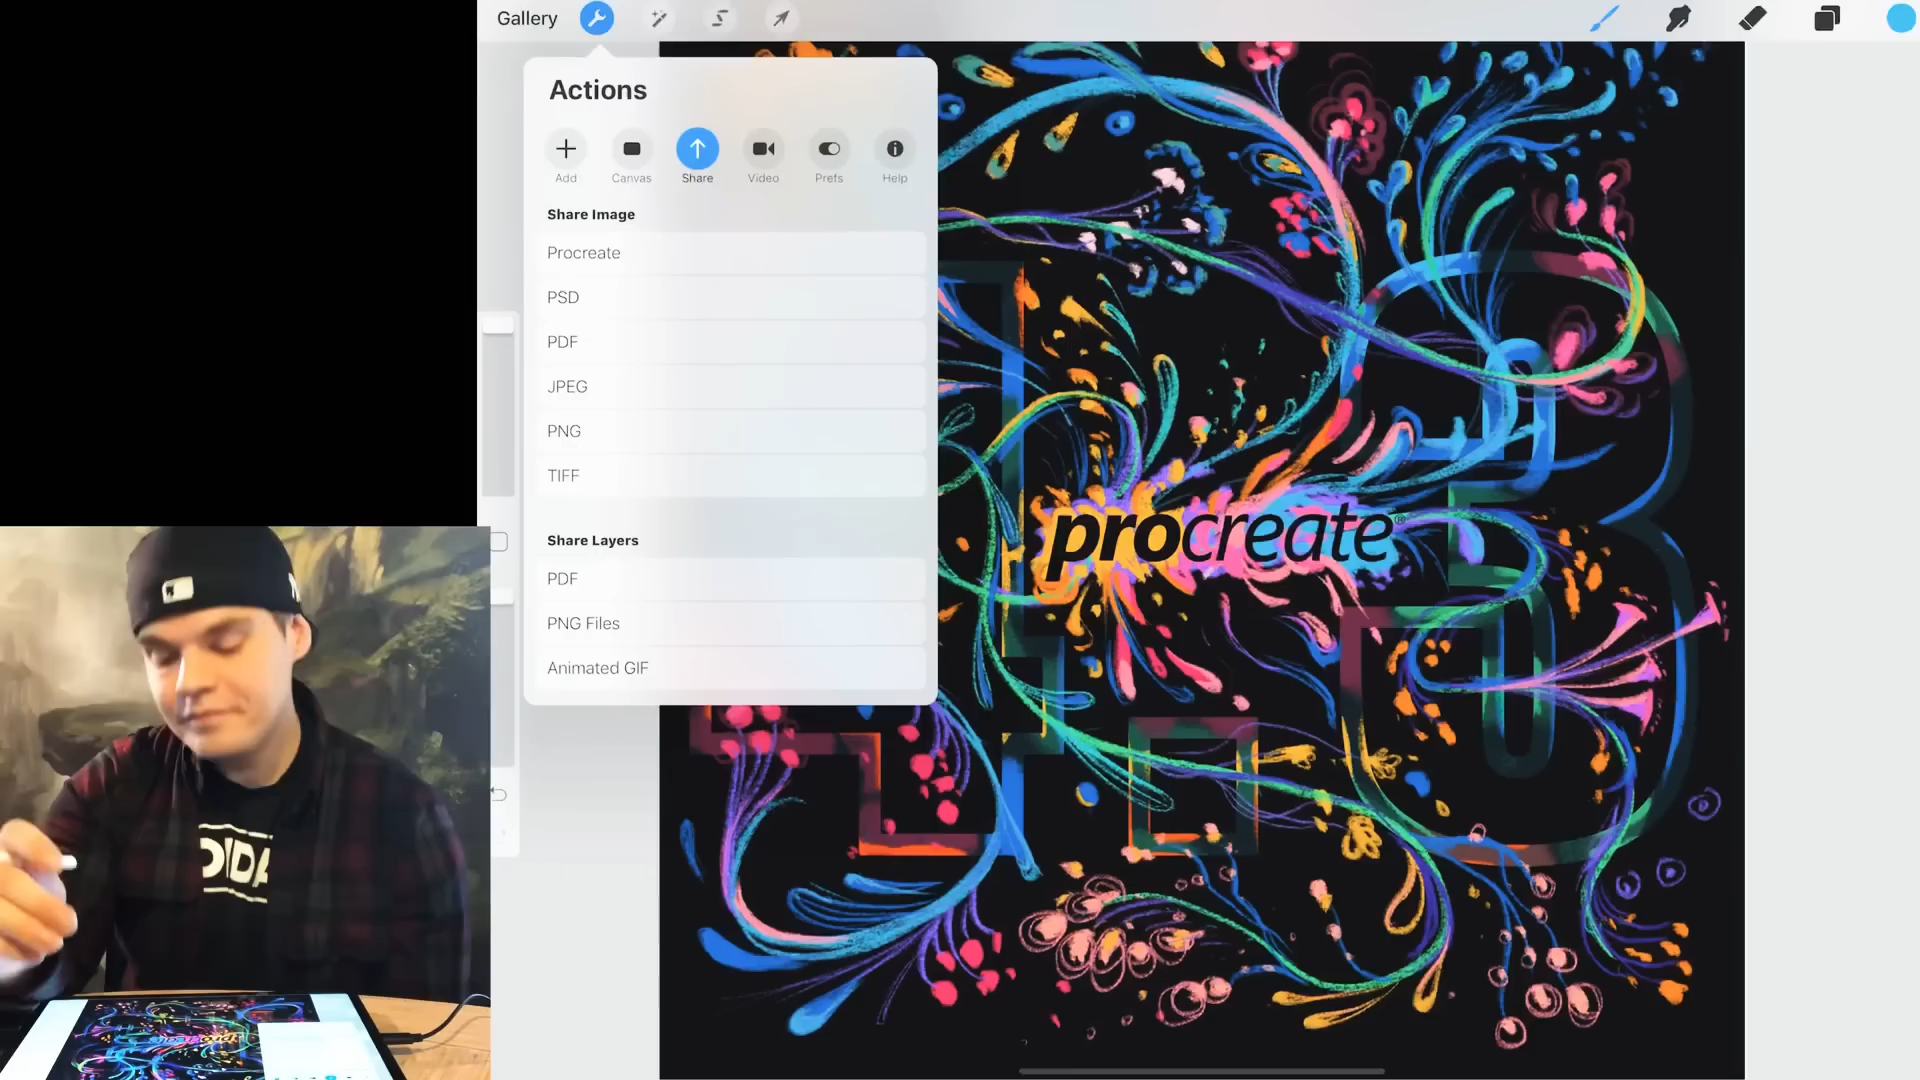 Gallery
Actions
Add
Canvas
Share
Video
Prefs
Help
Share Image
Procreate
PSD
PDF
JPEG
PNG
TIFF
Share Layers
PDF
PNG Files
Animated GIF
procreate®